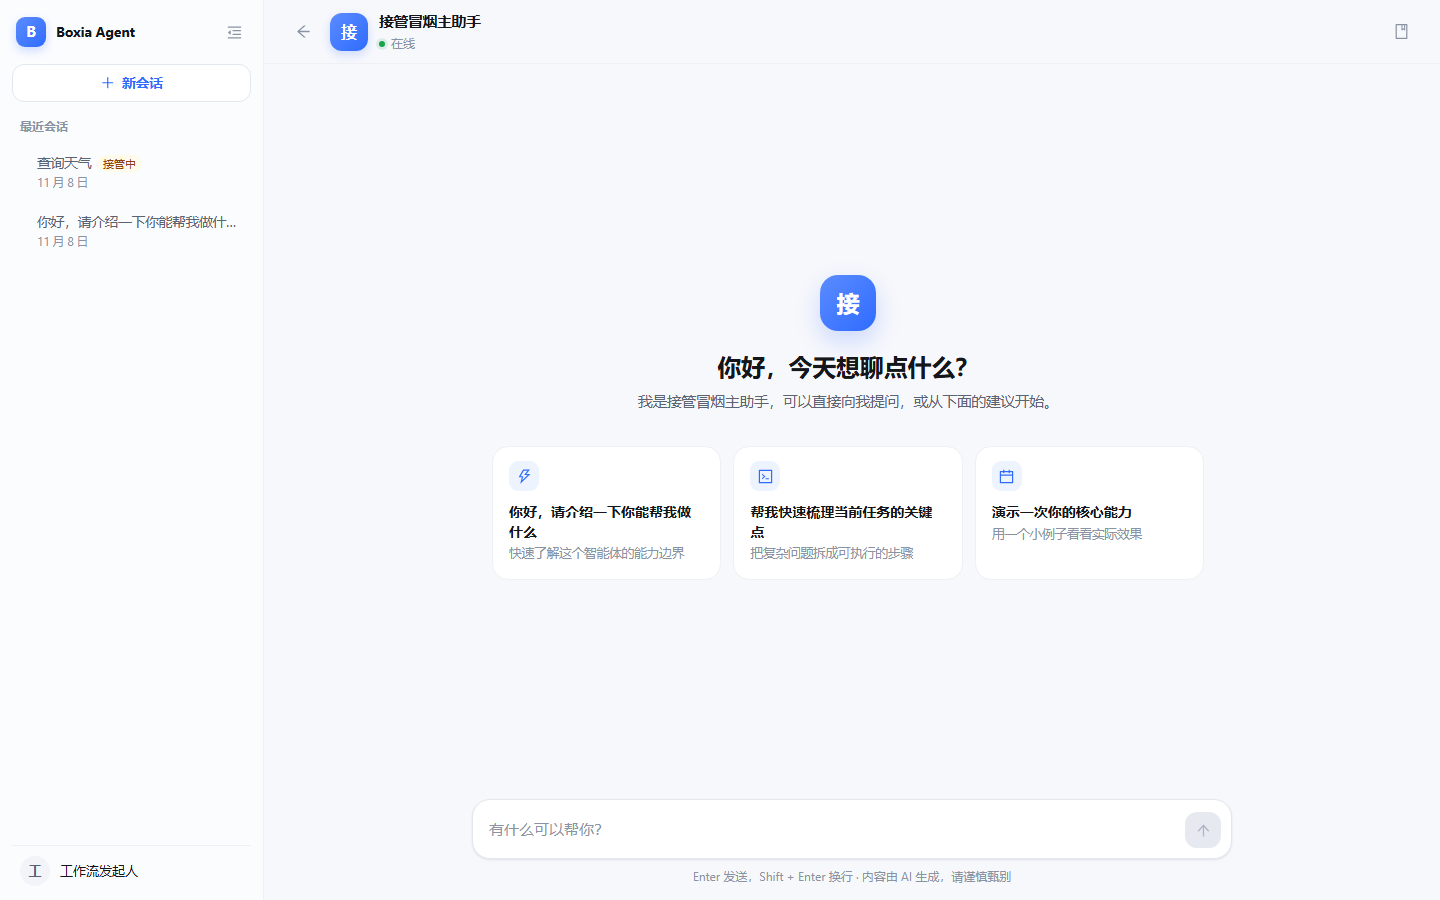 B Boxia Agent
新会话
最近会话
查询天气 接管中
11 月 8 日
你好，请介绍一下你能帮我做什...
11 月 8 日
工 工作流发起人
接 接管冒烟主助手
在线
接
你好，今天想聊点什么？
我是接管冒烟主助手，可以直接向我提问，或从下面的建议开始。
你好，请介绍一下你能帮我做
什么
快速了解这个智能体的能力边界
帮我快速梳理当前任务的关键
点
把复杂问题拆成可执行的步骤
演示一次你的核心能力
用一个小例子看看实际效果
有什么可以帮你？
Enter 发送，Shift + Enter 换行 · 内容由 AI 生成，请谨慎甄别